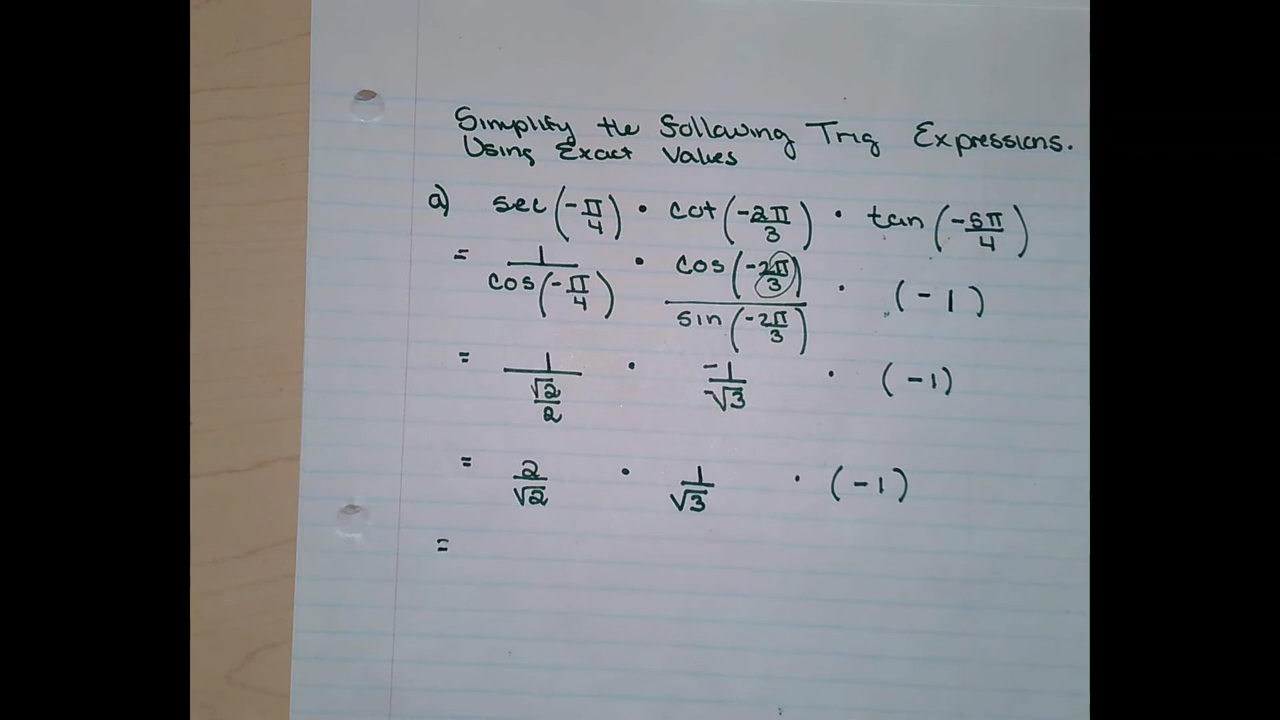 Simplify the following Trig Expressions.
Using Exact Values
a) sec(-π/4) · cot(-2π/3) · tan(-5π/4)
= 1/cos(-π/4) · cos(-2π/3)/sin(-2π/3) · (-1)
= 1/(√2/2) · -1/-√3 · (-1)
= 2/√2 · 1/√3 · (-1)
=